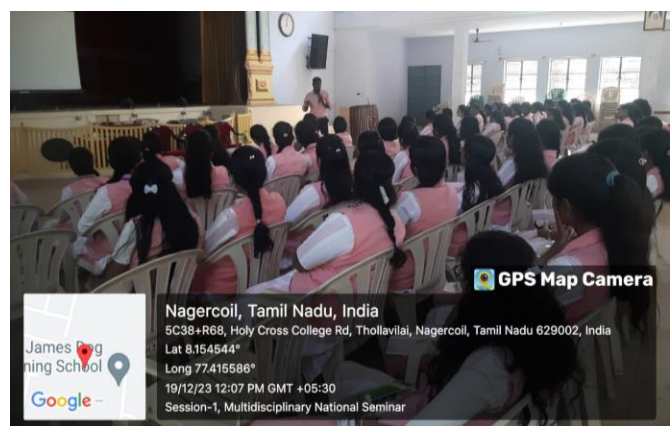 GPS Map Camera
Nagercoil, Tamil Nadu, India
5C38+R68, Holy Cross College Rd, Thollavilai, Nagercoil, Tamil Nadu 629002, India
Lat 8.154544°
Long 77.415586°
19/12/23 12:07 PM GMT +05:30
Session-1, Multidisciplinary National Seminar
James Dog
ning School
Google